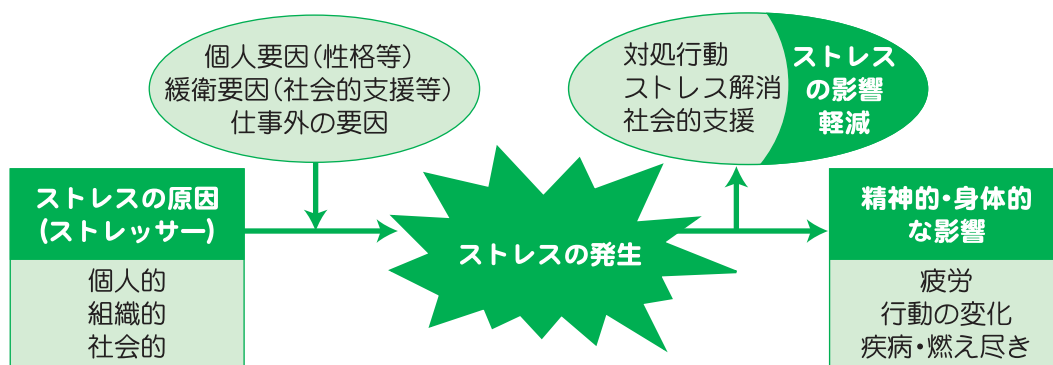 個人要因(性格等)
緩衛要因(社会的支援等)
仕事外の要因
対処行動
ストレス解消
社会的支援
ストレス
の影響
軽減
ストレスの原因
(ストレッサー)
個人的
組織的
社会的
ストレスの発生
精神的・身体的
な影響
疲労
行動の変化
疾病・燃え尽き